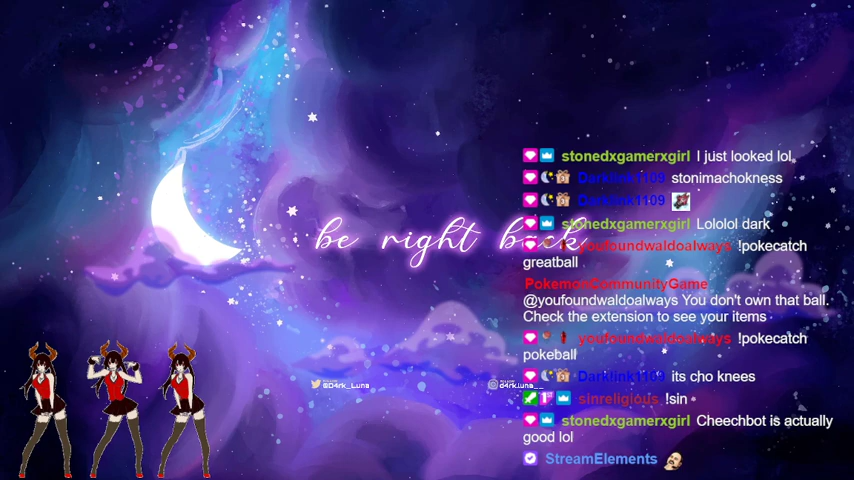 stonedxgamerxgirl I just looked lol,
Darklink1109 stonimachokness
Darklink1109
stonedxgamerxgirl Lololol dark
be right back
youfoundwaldoalways !pokecatch
greatball
PokemonCommunityGame
@youfoundwaldoalways You don't own that ball.
Check the extension to see your items
youfoundwaldoalways !pokecatch
pokeball
Darklink1109 its cho knees
@D4rk_Luna
d4rk.luna__
sinreligious !sin
stonedxgamerxgirl Cheechbot is actually
good lol
StreamElements